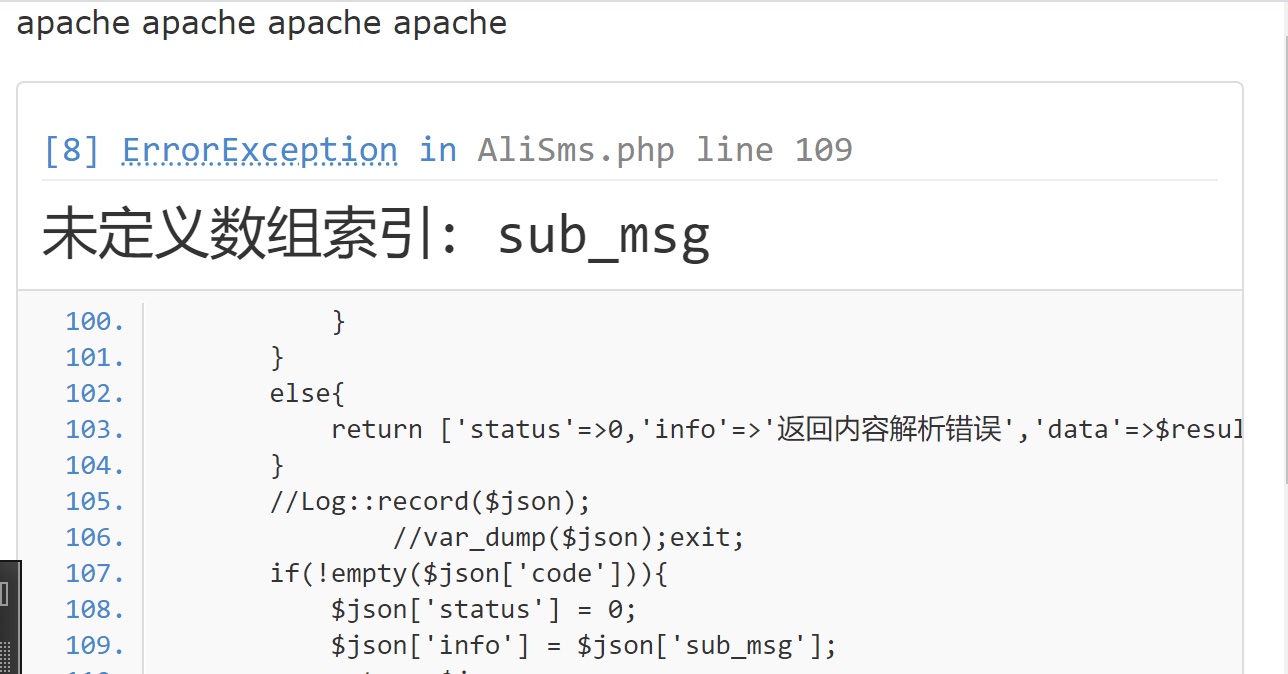 apache apache apache apache
[8] ErrorException in AliSms.php line 109
未定义数组索引: sub_msg
100. }
101. }
102. else{
103. return ['status'=>0,'info'=>'返回内容解析错误','data'=>$resul
104. }
105. //Log::record($json);
106. //var_dump($json);exit;
107. if(!empty($json['code'])){
108. $json['status'] = 0;
109. $json['info'] = $json['sub_msg'];